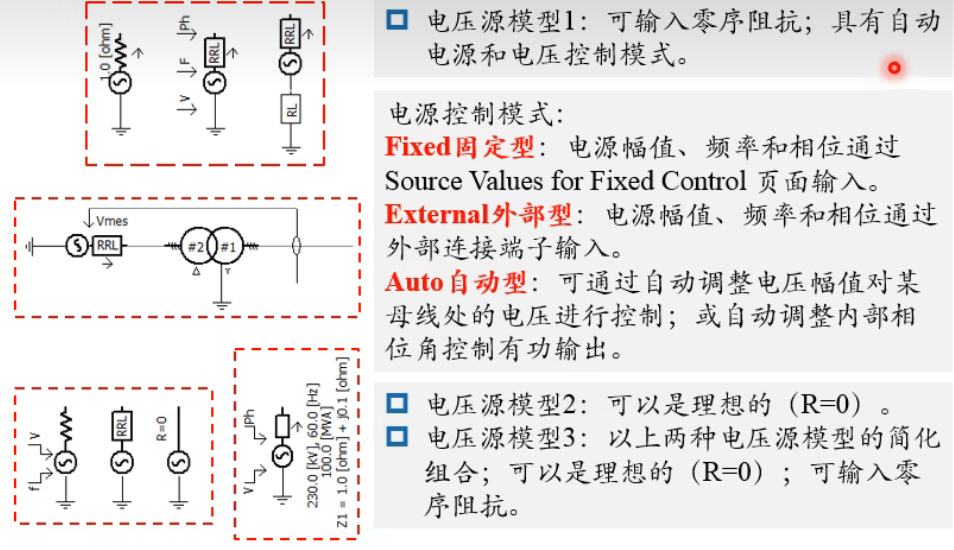 电压源模型1：可输入零序阻抗；具有自动
电源和电压控制模式。
电源控制模式:
Fixed固定型：电源幅值、频率和相位通过
Source Values for Fixed Control 页面输入。
External外部型：电源幅值、频率和相位通过
外部连接端子输入。
Auto自动型：可通过自动调整电压幅值对某
母线处的电压进行控制；或自动调整内部相
位角控制有功输出。
电压源模型2：可以是理想的（R=0）。
电压源模型3：以上两种电压源模型的简化
组合；可以是理想的（R=0）；可输入零
序阻抗。
1.0 [ohm]
V
F
Ph
RRL
RRL
RL
Vmes
RRL
#2
#1
Δ
Y
f
V
RRL
R=0
V
Ph
230.0 [kV], 60.0 [Hz]
100.0 [MVA]
Z1 = 1.0 [ohm] + j0.1 [ohm]